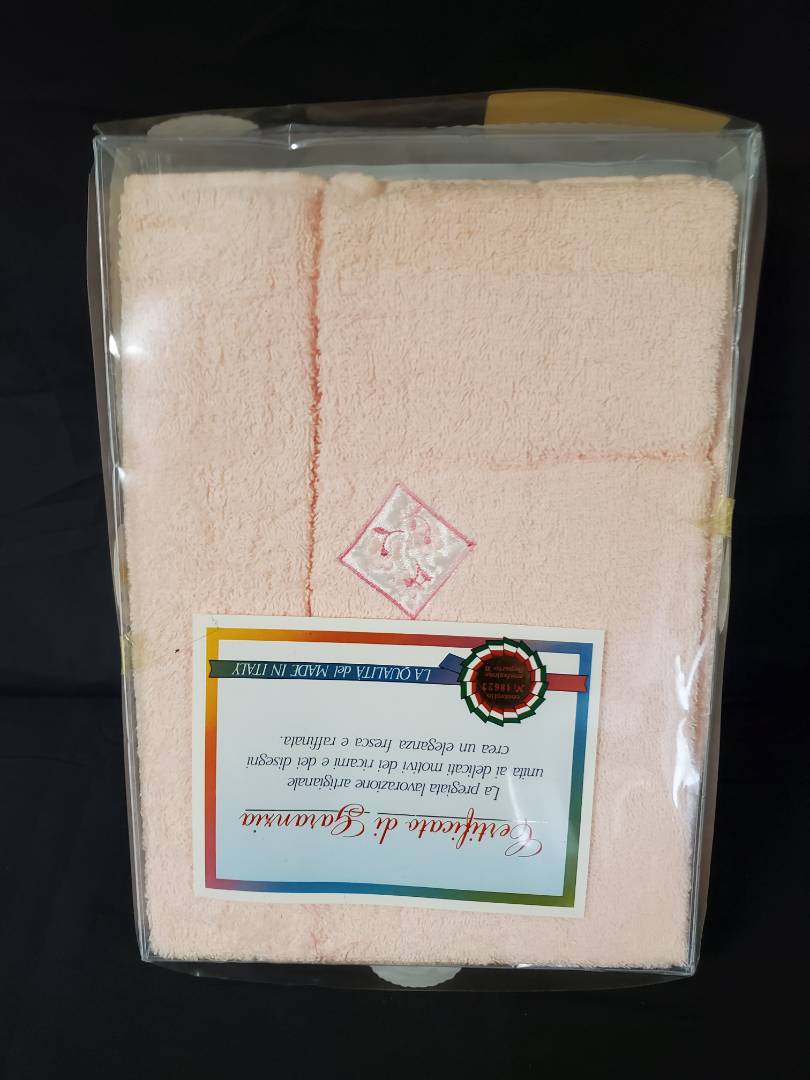 Certificato di Garanzia
La pregiata lavorazione artigianale
unita ai delicati motivi dei ricami e dei disegni
crea un eleganza fresca e raffinata.
LA QUALITÀ del MADE IN ITALY
N. 18622